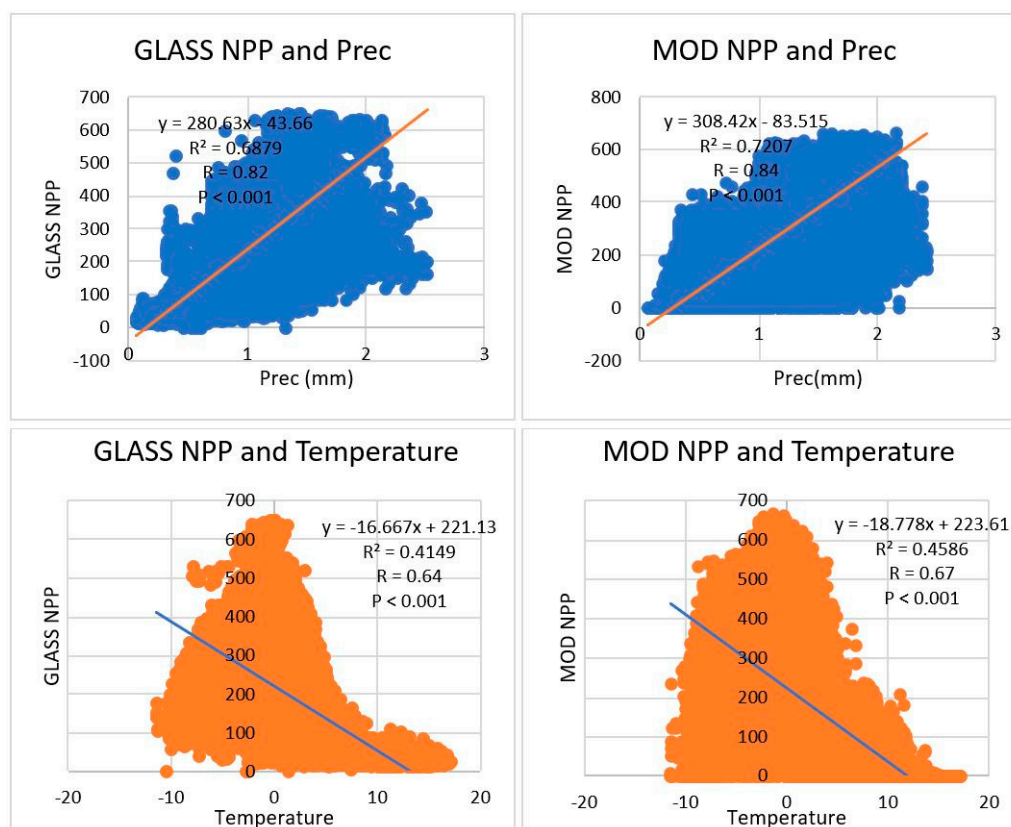 GLASS NPP and Prec
700
600
500
400
300
200
100
0
-100
y = 280.63x - 43.66
R² = 0.6879
R = 0.82
P < 0.001
GLASS NPP
0
1
2
3
Prec (mm)
MOD NPP and Prec
800
600
400
200
0
-200
y = 308.42x - 83.515
R² = 0.7207
R = 0.84
P < 0.001
MOD NPP
0
1
2
3
Prec(mm)
GLASS NPP and Temperature
700
600
500
400
300
200
100
0
y = -16.667x + 221.13
R² = 0.4149
R = 0.64
P < 0.001
GLASS NPP
-20
-10
0
10
20
Temperature
MOD NPP and Temperature
700
600
500
400
300
200
100
0
y = -18.778x + 223.61
R² = 0.4586
R = 0.67
P < 0.001
MOD NPP
-20
-10
0
10
20
Temperature